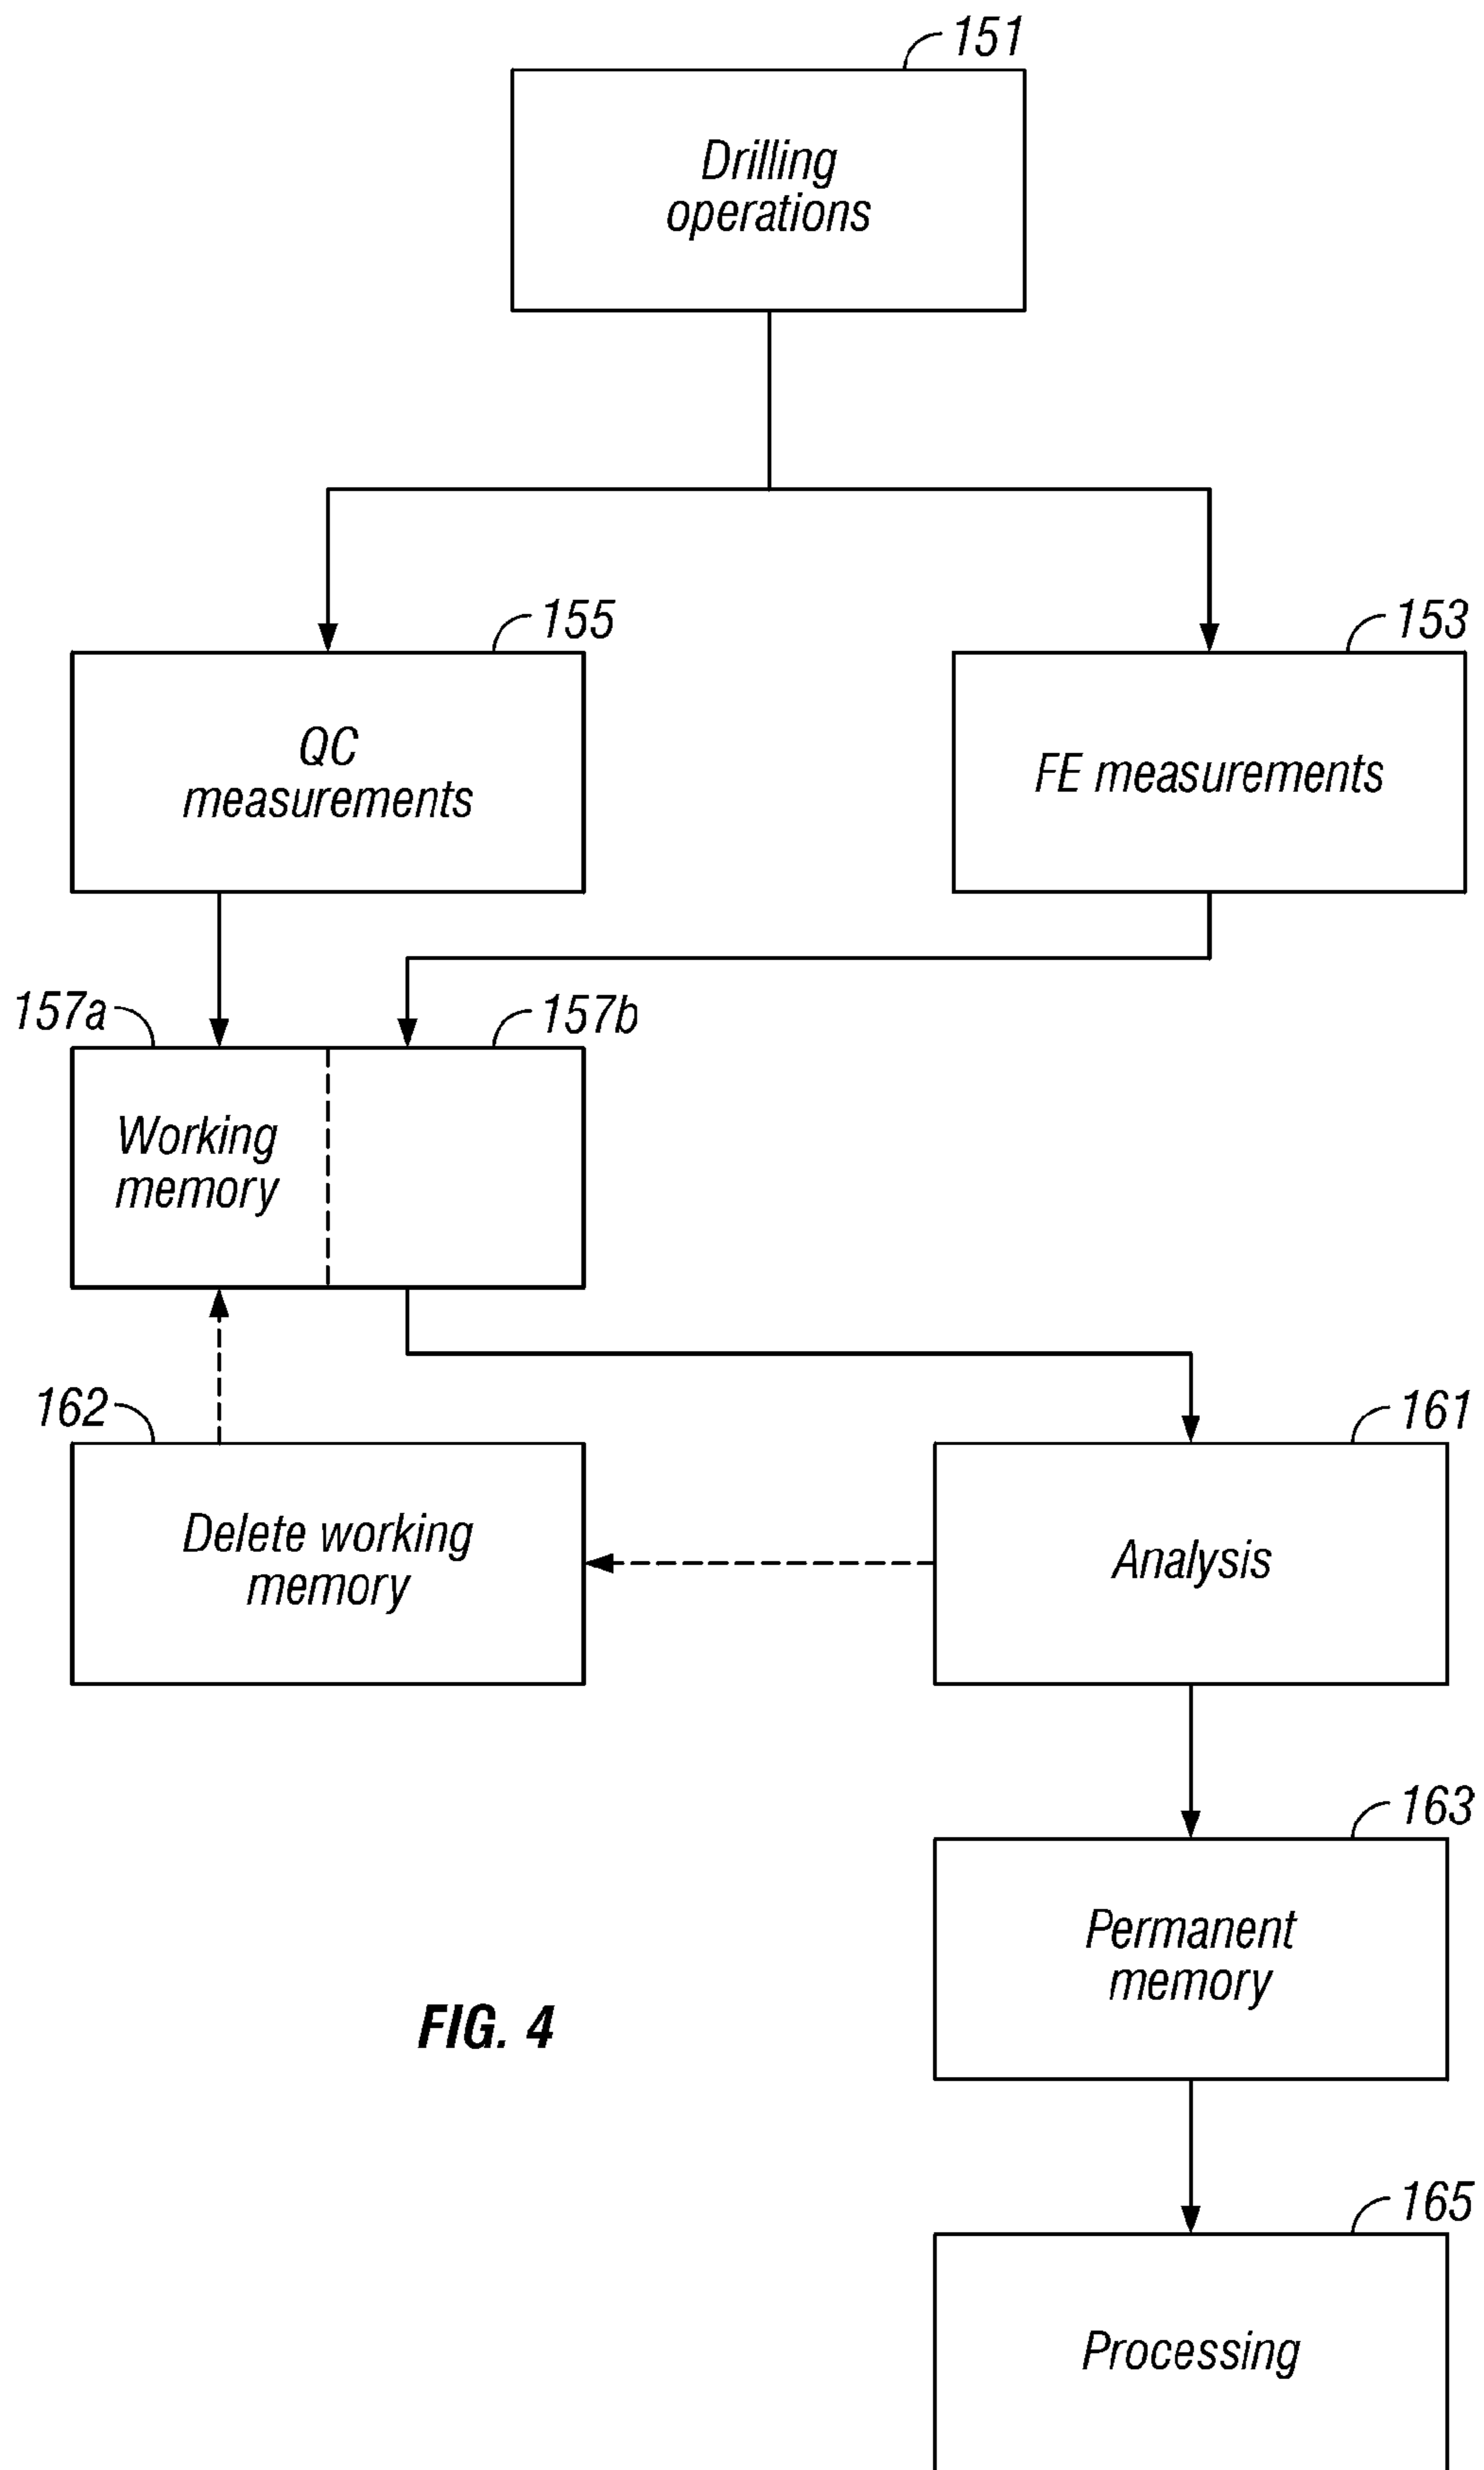 151
Drilling
operations
155
153
QC
measurements
FE measurements
157a
157b
Working
memory
162
161
Delete working
memory
Analysis
163
Permanent
memory
FIG. 4
165
Processing